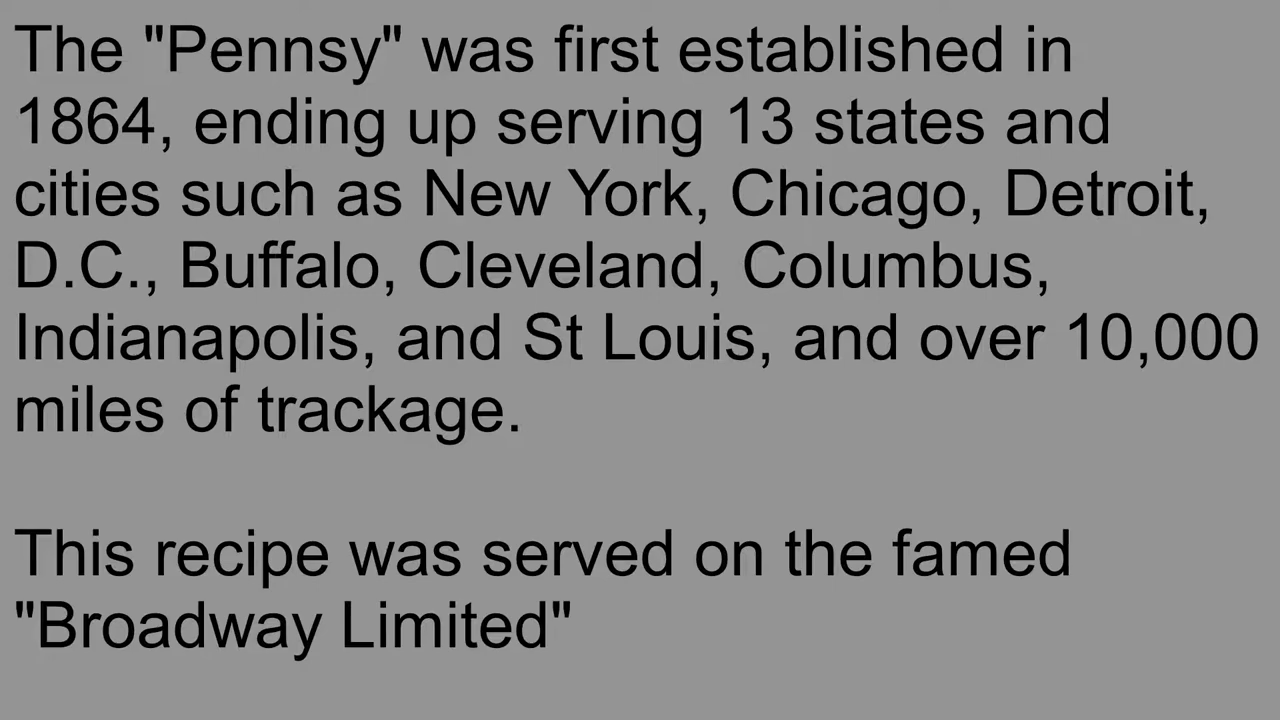 The "Pennsy" was first established in
1864, ending up serving 13 states and
cities such as New York, Chicago, Detroit,
D.C., Buffalo, Cleveland, Columbus,
Indianapolis, and St Louis, and over 10,000
miles of trackage.
This recipe was served on the famed
"Broadway Limited"